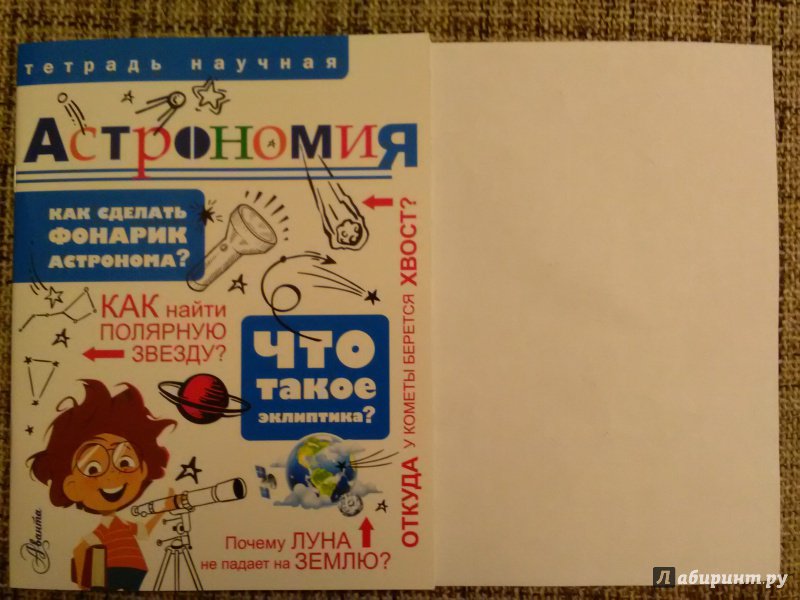 тетрадь научная
Астрономия
КАК СДЕЛАТЬ
ФОНАРИК
АСТРОНОМА?
ОТКУДА У КОМЕТЫ БЕРЕТСЯ ХВОСТ?
КАК найти
ПОЛЯРНУЮ
ЗВЕЗДУ?
ЧТО
ТАКОЕ
ЭКЛИПТИКА?
Почему ЛУНА
не падает на ЗЕМЛЮ?
Аванта
Лабиринт.ру